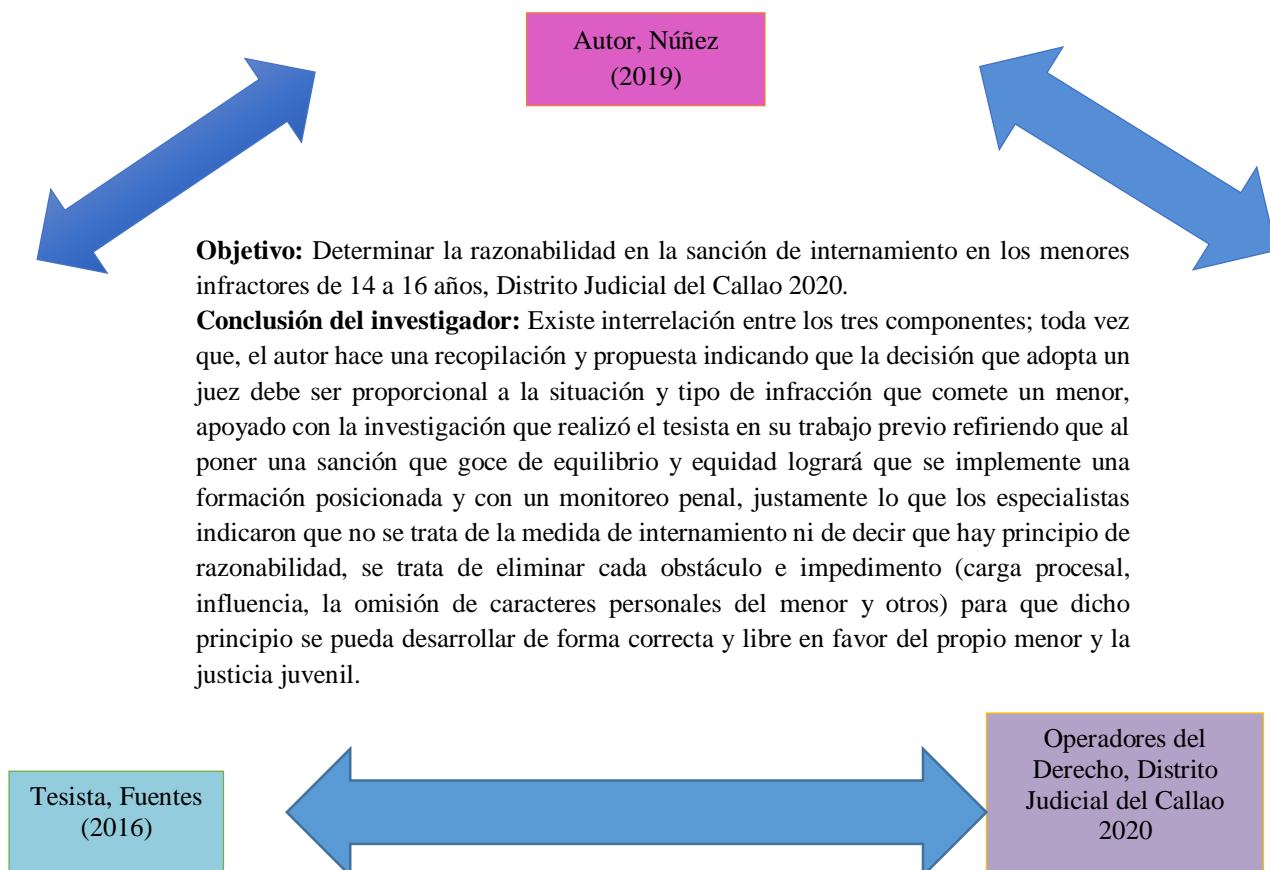 Autor, Núñez
(2019)
Objetivo: Determinar la razonabilidad en la sanción de internamiento en los menores
infractores de 14 a 16 años, Distrito Judicial del Callao 2020.
Conclusión del investigador: Existe interrelación entre los tres componentes; toda vez
que, el autor hace una recopilación y propuesta indicando que la decisión que adopta un
juez debe ser proporcional a la situación y tipo de infracción que comete un menor,
apoyado con la investigación que realizó el tesista en su trabajo previo refiriendo que al
poner una sanción que goce de equilibrio y equidad logrará que se implemente una
formación posicionada y con un monitoreo penal, justamente lo que los especialistas
indicaron que no se trata de la medida de internamiento ni de decir que hay principio de
razonabilidad, se trata de eliminar cada obstáculo e impedimento (carga procesal,
influencia, la omisión de caracteres personales del menor y otros) para que dicho
principio se pueda desarrollar de forma correcta y libre en favor del propio menor y la
justicia juvenil.
Tesista, Fuentes
(2016)
Operadores del
Derecho, Distrito
Judicial del Callao
2020